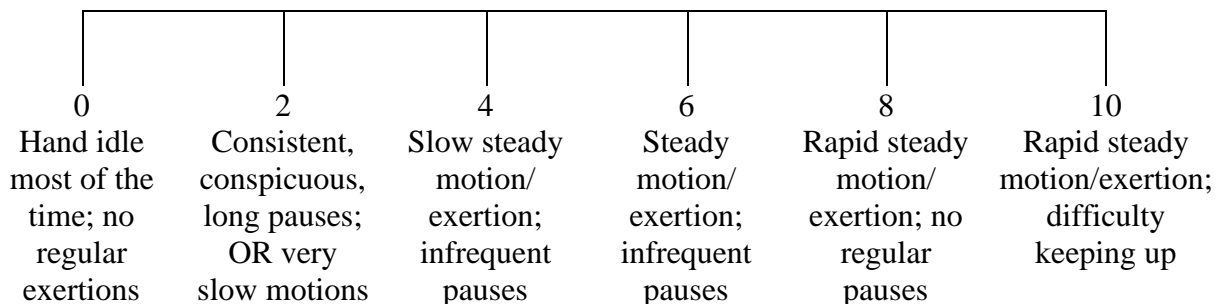 0
Hand idle
most of the
time; no
regular
exertions
2
Consistent,
conspicuous,
long pauses;
OR very
slow motions
4
Slow steady
motion/
exertion;
infrequent
pauses
6
Steady
motion/
exertion;
infrequent
pauses
8
Rapid steady
motion/
exertion; no
regular
pauses
10
Rapid steady
motion/exertion;
difficulty
keeping up